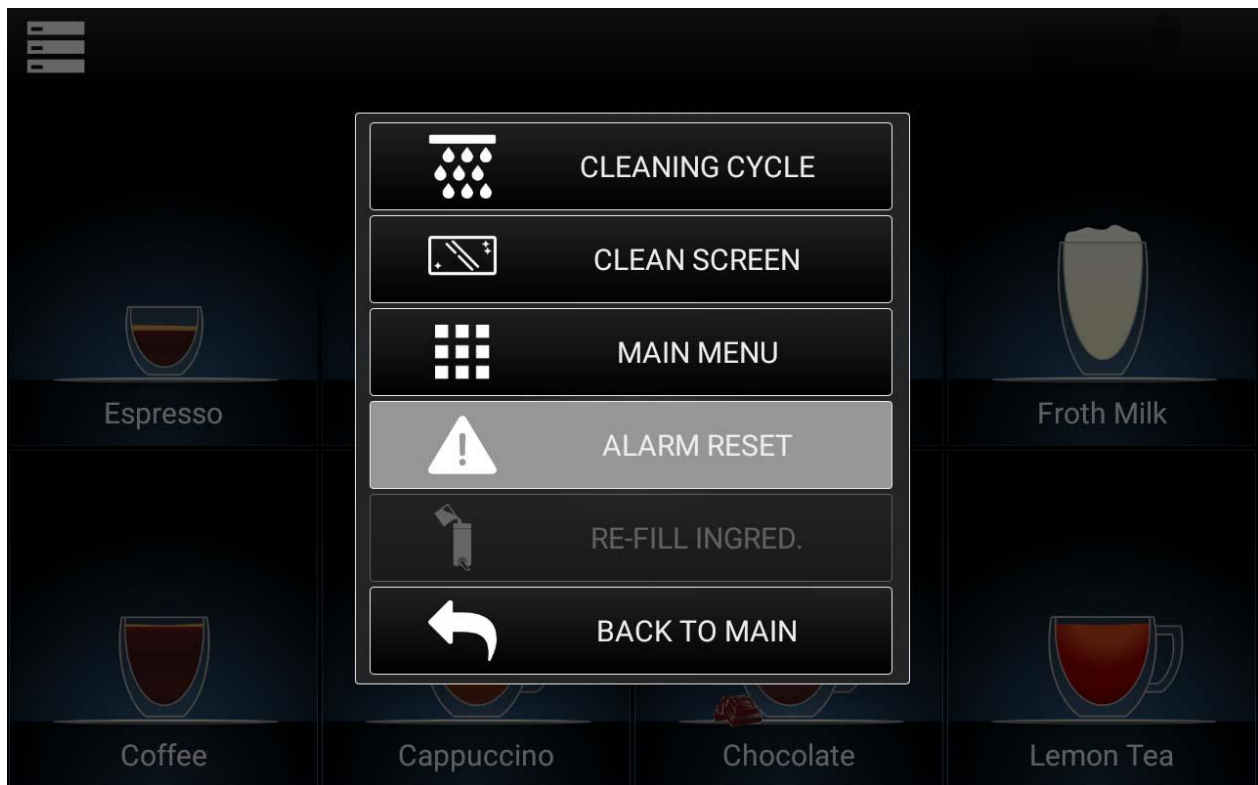 CLEANING CYCLE
CLEAN SCREEN
MAIN MENU
ALARM RESET
RE-FILL INGRED.
BACK TO MAIN
Espresso
Froth Milk
Coffee
Cappuccino
Chocolate
Lemon Tea